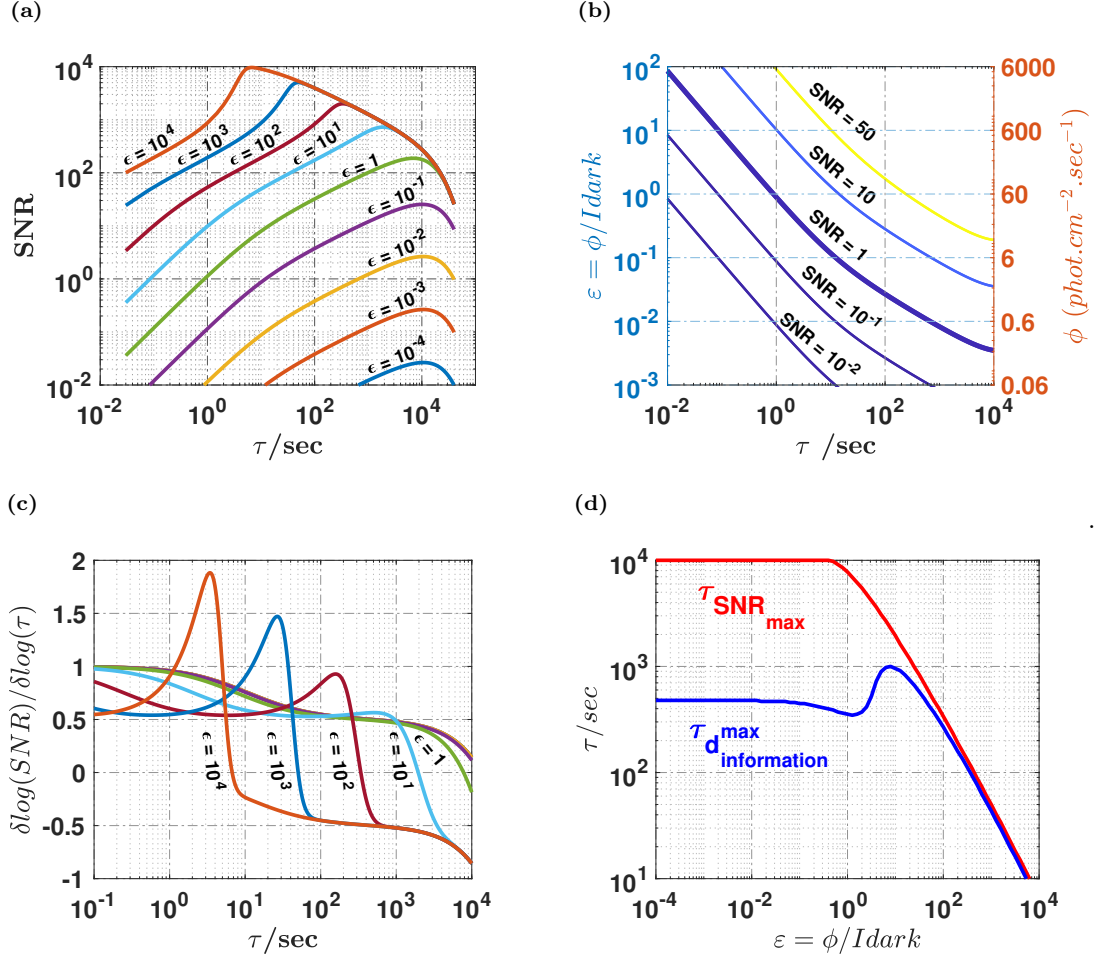 (a)
SNR
10^4
10^2
10^0
10^-2
10^-2
10^0
10^2
10^4
τ/sec
ϵ = 10^4
ϵ = 10^3
ϵ = 10^2
ϵ = 10^1
ϵ = 1
ϵ = 10^-1
ϵ = 10^-2
ϵ = 10^-3
ϵ = 10^-4
(b)
ε = ϕ/Idark
10^2
10^1
10^0
10^-1
10^-2
10^-3
10^-2
10^0
10^2
10^4
τ /sec
SNR = 50
SNR = 10
SNR = 1
SNR = 10^-1
SNR = 10^-2
6000
600
60
6
0.6
0.06
ϕ (phot.cm^-2.sec^-1)
(c)
δlog(SNR)/δlog(τ)
2
1.5
1
0.5
0
-0.5
-1
10^-1
10^0
10^1
10^2
10^3
10^4
τ/sec
ϵ = 10^4
ϵ = 10^3
ϵ = 10^2
ϵ = 10^1
ϵ = 1
(d)
.
τ/sec
10^4
10^3
10^2
10^1
10^-4
10^-2
10^0
10^2
10^4
ε = ϕ/Idark
τ_SNR_max
τ_d_information^max